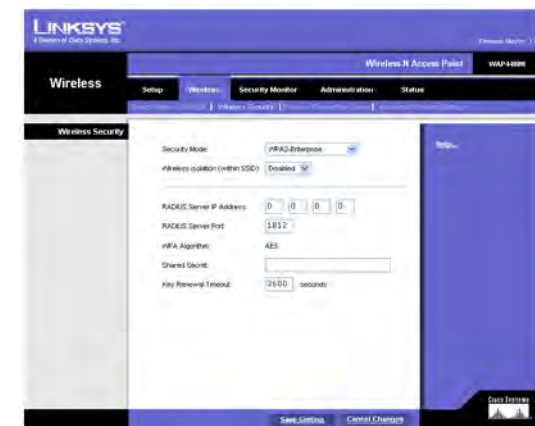 LINKSYS
A Division of Cisco Systems, Inc.
Wireless-N Access Point WAP4400N
Wireless
Setup Wireless Security Monitor Administration Status
Wireless Security
Wireless Security
Security Mode: WPA2-Enterprise
Wireless Isolation (within SSID): Disabled
RADIUS Server IP Address: 0 0 0 0
RADIUS Server Port: 1812
WPA Algorithm: AES
Shared Secret:
Key Renewal Timeout: 3600 seconds
Help...
Cisco Systems
Save Setting Cancel Changes